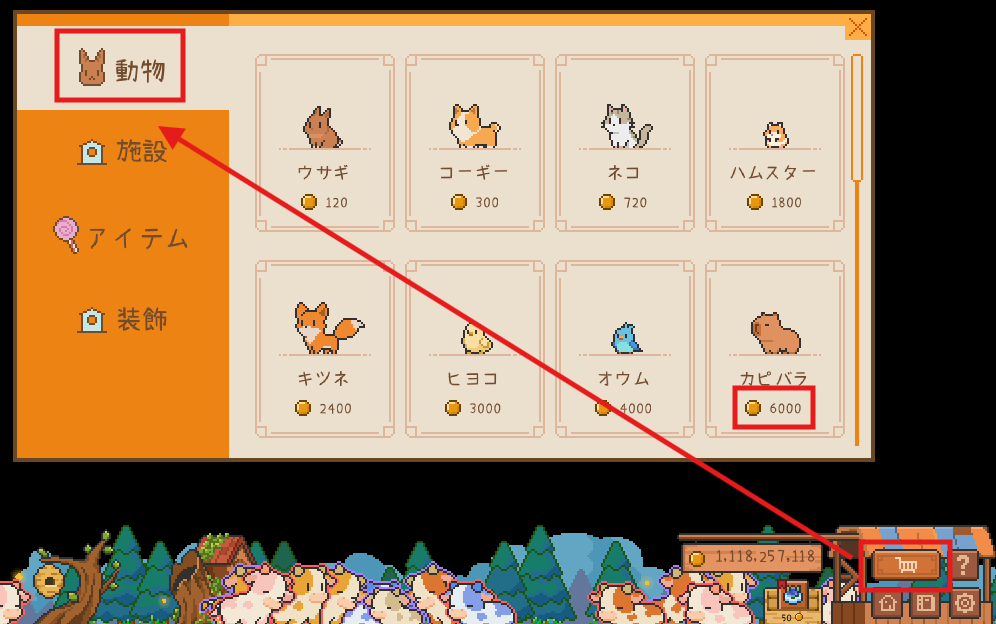 動物
施設
アイテム
装飾
ウサギ
120
コーギー
300
ネコ
720
ハムスター
1800
キツネ
2400
ヒヨコ
3000
オウム
4000
カピバラ
6000
1,118,257,118
?
50